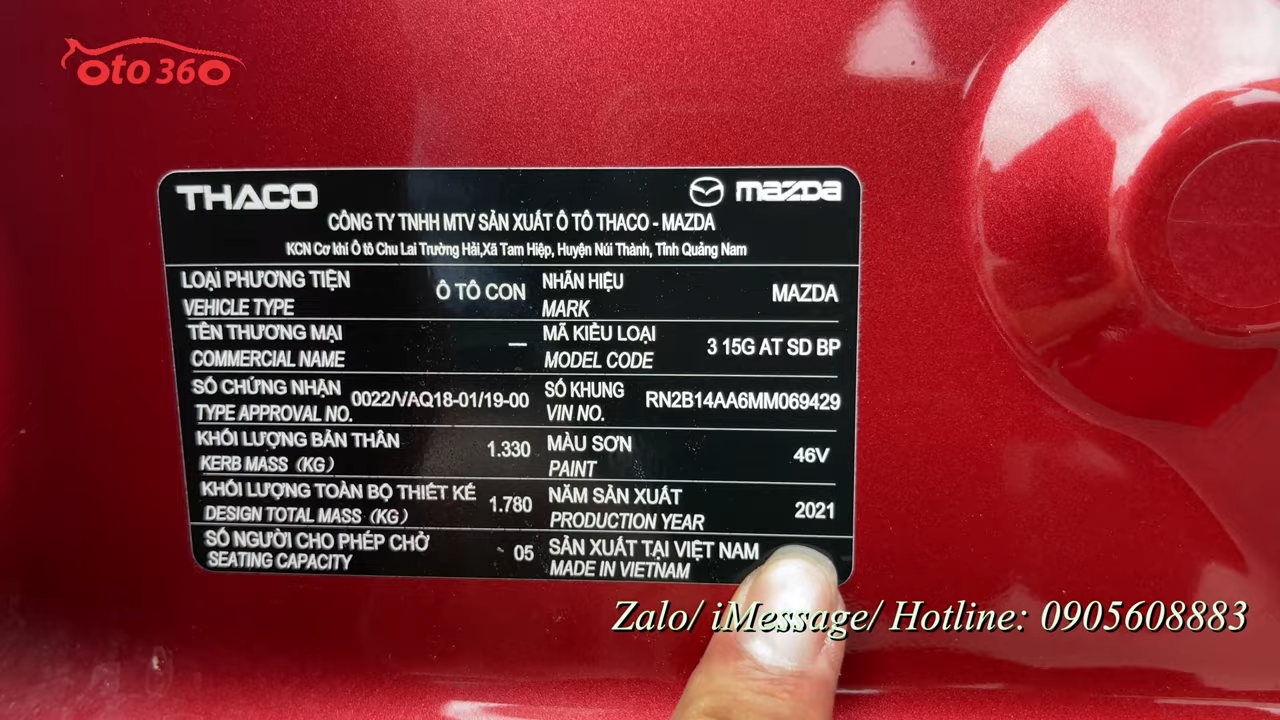 oto 360
THACO
mazda
CÔNG TY TNHH MTV SẢN XUẤT Ô TÔ THACO - MAZDA
KCN Cơ khí Ô tô Chu Lai Trường Hải,Xã Tam Hiệp, Huyện Núi Thành, Tỉnh Quảng Nam
LOẠI PHƯƠNG TIỆN
VEHICLE TYPE
Ô TÔ CON
NHÃN HIỆU
MARK
MAZDA
TÊN THƯƠNG MẠI
COMMERCIAL NAME
—
MÃ KIỂU LOẠI
MODEL CODE
3 15G AT SD BP
SỐ CHỨNG NHẬN
TYPE APPROVAL NO.
0022/VAQ18-01/19-00
SỐ KHUNG
VIN NO.
RN2B14AA6MM069429
KHỐI LƯỢNG BẢN THÂN
KERB MASS (KG)
1.330
MÀU SƠN
PAINT
46V
KHỐI LƯỢNG TOÀN BỘ THIẾT KẾ
DESIGN TOTAL MASS (KG)
1.780
NĂM SẢN XUẤT
PRODUCTION YEAR
2021
SỐ NGƯỜI CHO PHÉP CHỞ
SEATING CAPACITY
05
SẢN XUẤT TẠI VIỆT NAM
MADE IN VIETNAM
Zalo/ iMessage/ Hotline: 0905608883